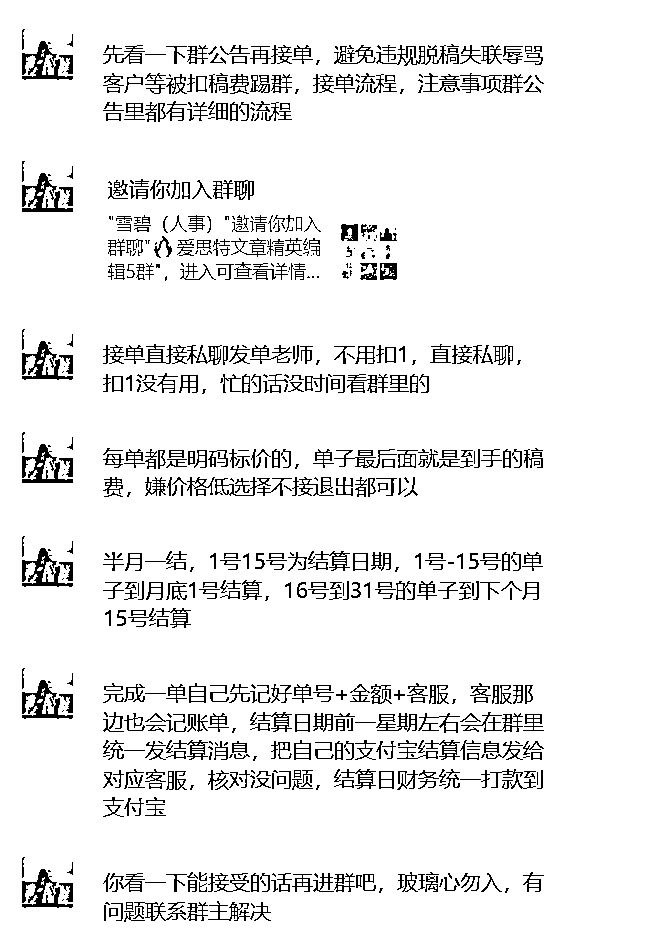 先看一下群公告再接单，避免违规脱稿失联辱骂
客户等被扣稿费踢群，接单流程，注意事项群公
告里都有详细的流程
邀请你加入群聊
"雪碧（人事）"邀请你加入
群聊"🔥爱思特文章精英编
辑5群"，进入可查看详情...
接单直接私聊发单老师，不用扣1，直接私聊，
扣1没有用，忙的话没时间看群里的
每单都是明码标价的，单子最后面就是到手的稿
费，嫌价格低选择不接退出都可以
半月一结，1号15号为结算日期，1号-15号的单
子到月底1号结算，16号到31号的单子到下个月
15号结算
完成一单自己先记好单号+金额+客服，客服那
边也会记账单，结算日期前一星期左右会在群里
统一发结算消息，把自己的支付宝结算信息发给
对应客服，核对没问题，结算日财务统一打款到
支付宝
你看一下能接受的话再进群吧，玻璃心勿入，有
问题联系群主解决